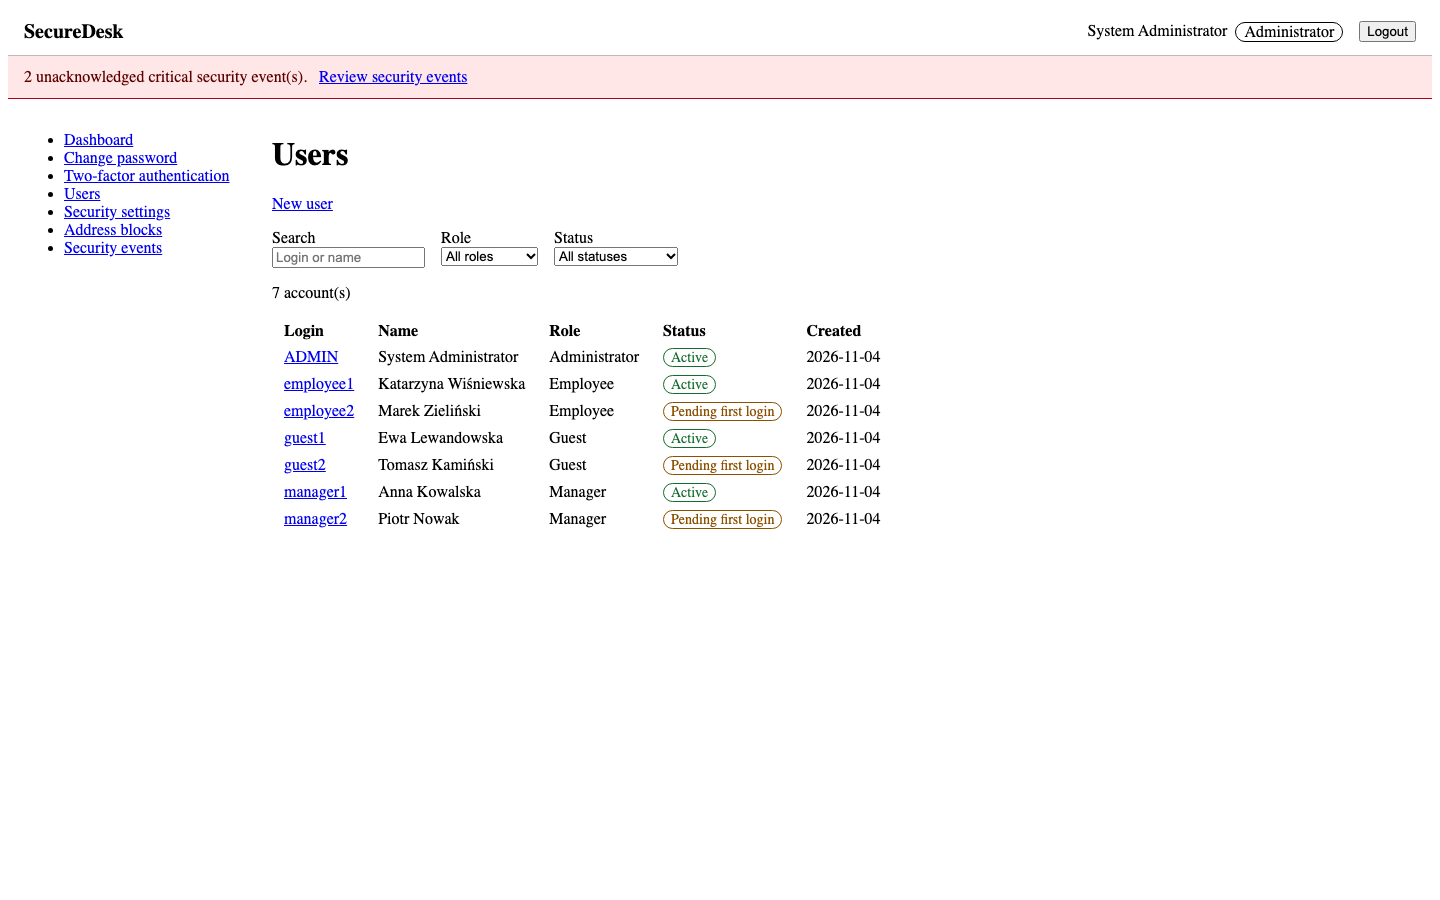 SecureDesk
System Administrator Administrator Logout
2 unacknowledged critical security event(s). Review security events
Dashboard
Change password
Two-factor authentication
Users
Security settings
Address blocks
Security events
Users
New user
Search Role Status
Login or name All roles All statuses
7 account(s)
Login Name Role Status Created
ADMIN System Administrator Administrator Active 2026-11-04
employee1 Katarzyna Wiśniewska Employee Active 2026-11-04
employee2 Marek Zieliński Employee Pending first login 2026-11-04
guest1 Ewa Lewandowska Guest Active 2026-11-04
guest2 Tomasz Kamiński Guest Pending first login 2026-11-04
manager1 Anna Kowalska Manager Active 2026-11-04
manager2 Piotr Nowak Manager Pending first login 2026-11-04